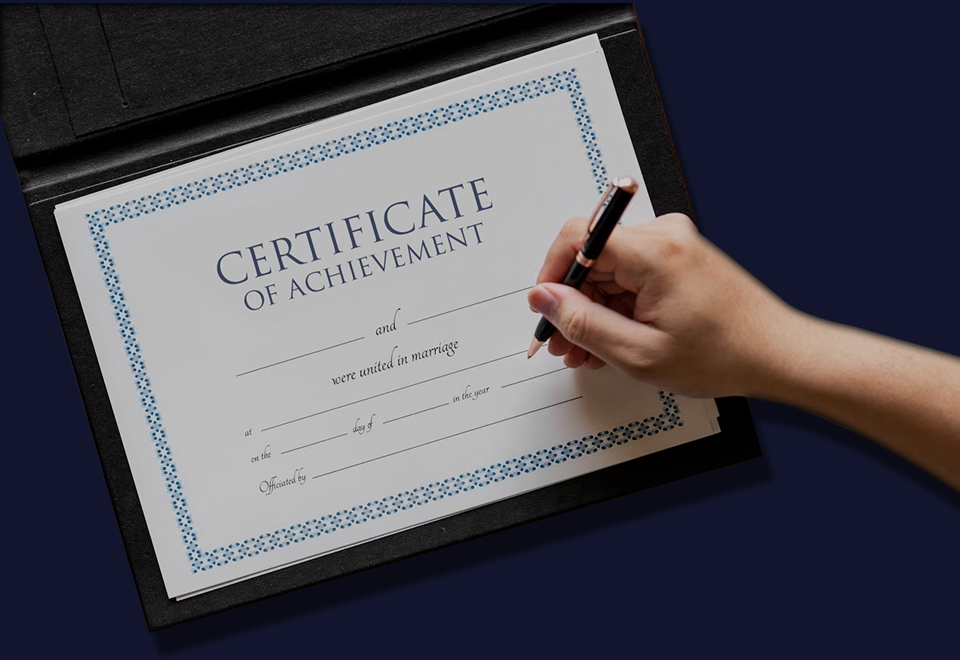 CERTIFICATE
OF ACHIEVEMENT
and
were united in marriage
at
on the day of in the year
Officiated by